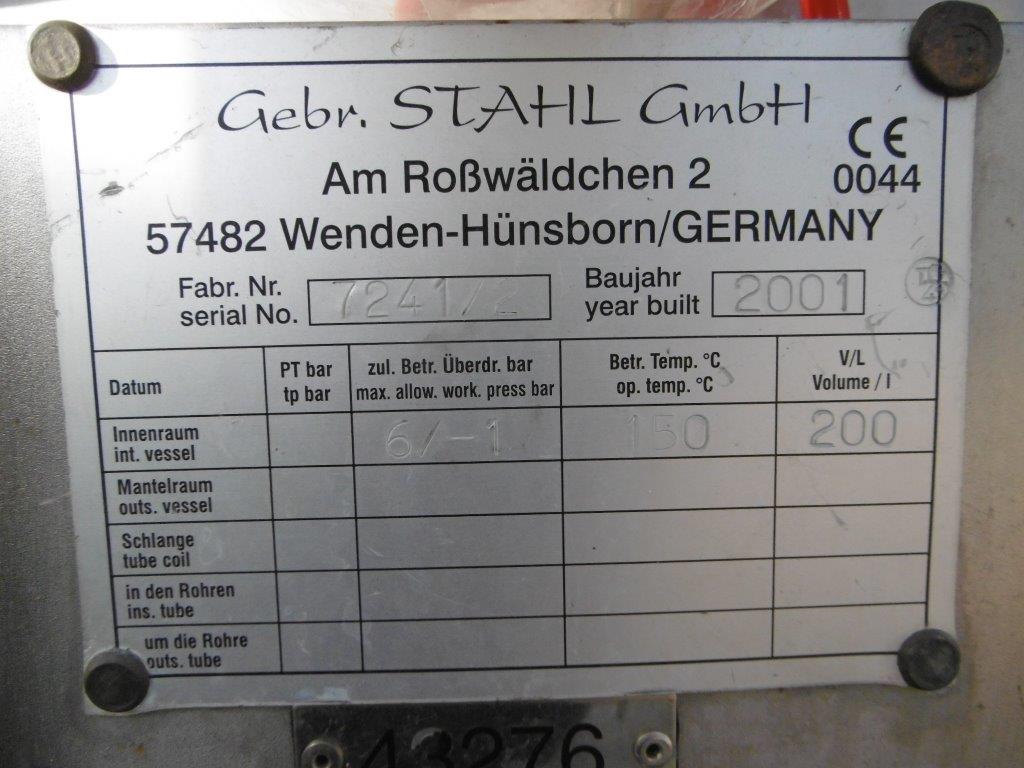 Gebr. STAHL GmbH
CE
0044
Am Roßwäldchen 2
57482 Wenden-Hünsborn/GERMANY
Fabr. Nr.
serial No.
7241/2
Baujahr
year built
2001
Datum
PT bar
tp bar
zul. Betr. Überdr. bar
max. allow. work. press bar
Betr. Temp. °C
op. temp. °C
V/L
Volume / l
Innenraum
int. vessel
6/-1
150
200
Mantelraum
outs. vessel
Schlange
tube coil
in den Rohren
ins. tube
um die Rohre
outs. tube
43276